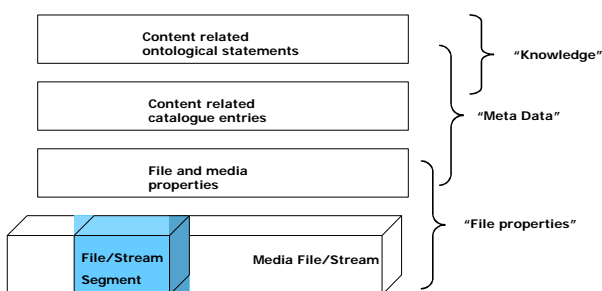 Content related
ontological statements
“Knowledge”
Content related
catalogue entries
“Meta Data”
File and media
properties
“File properties”
File/Stream
Segment
Media File/Stream